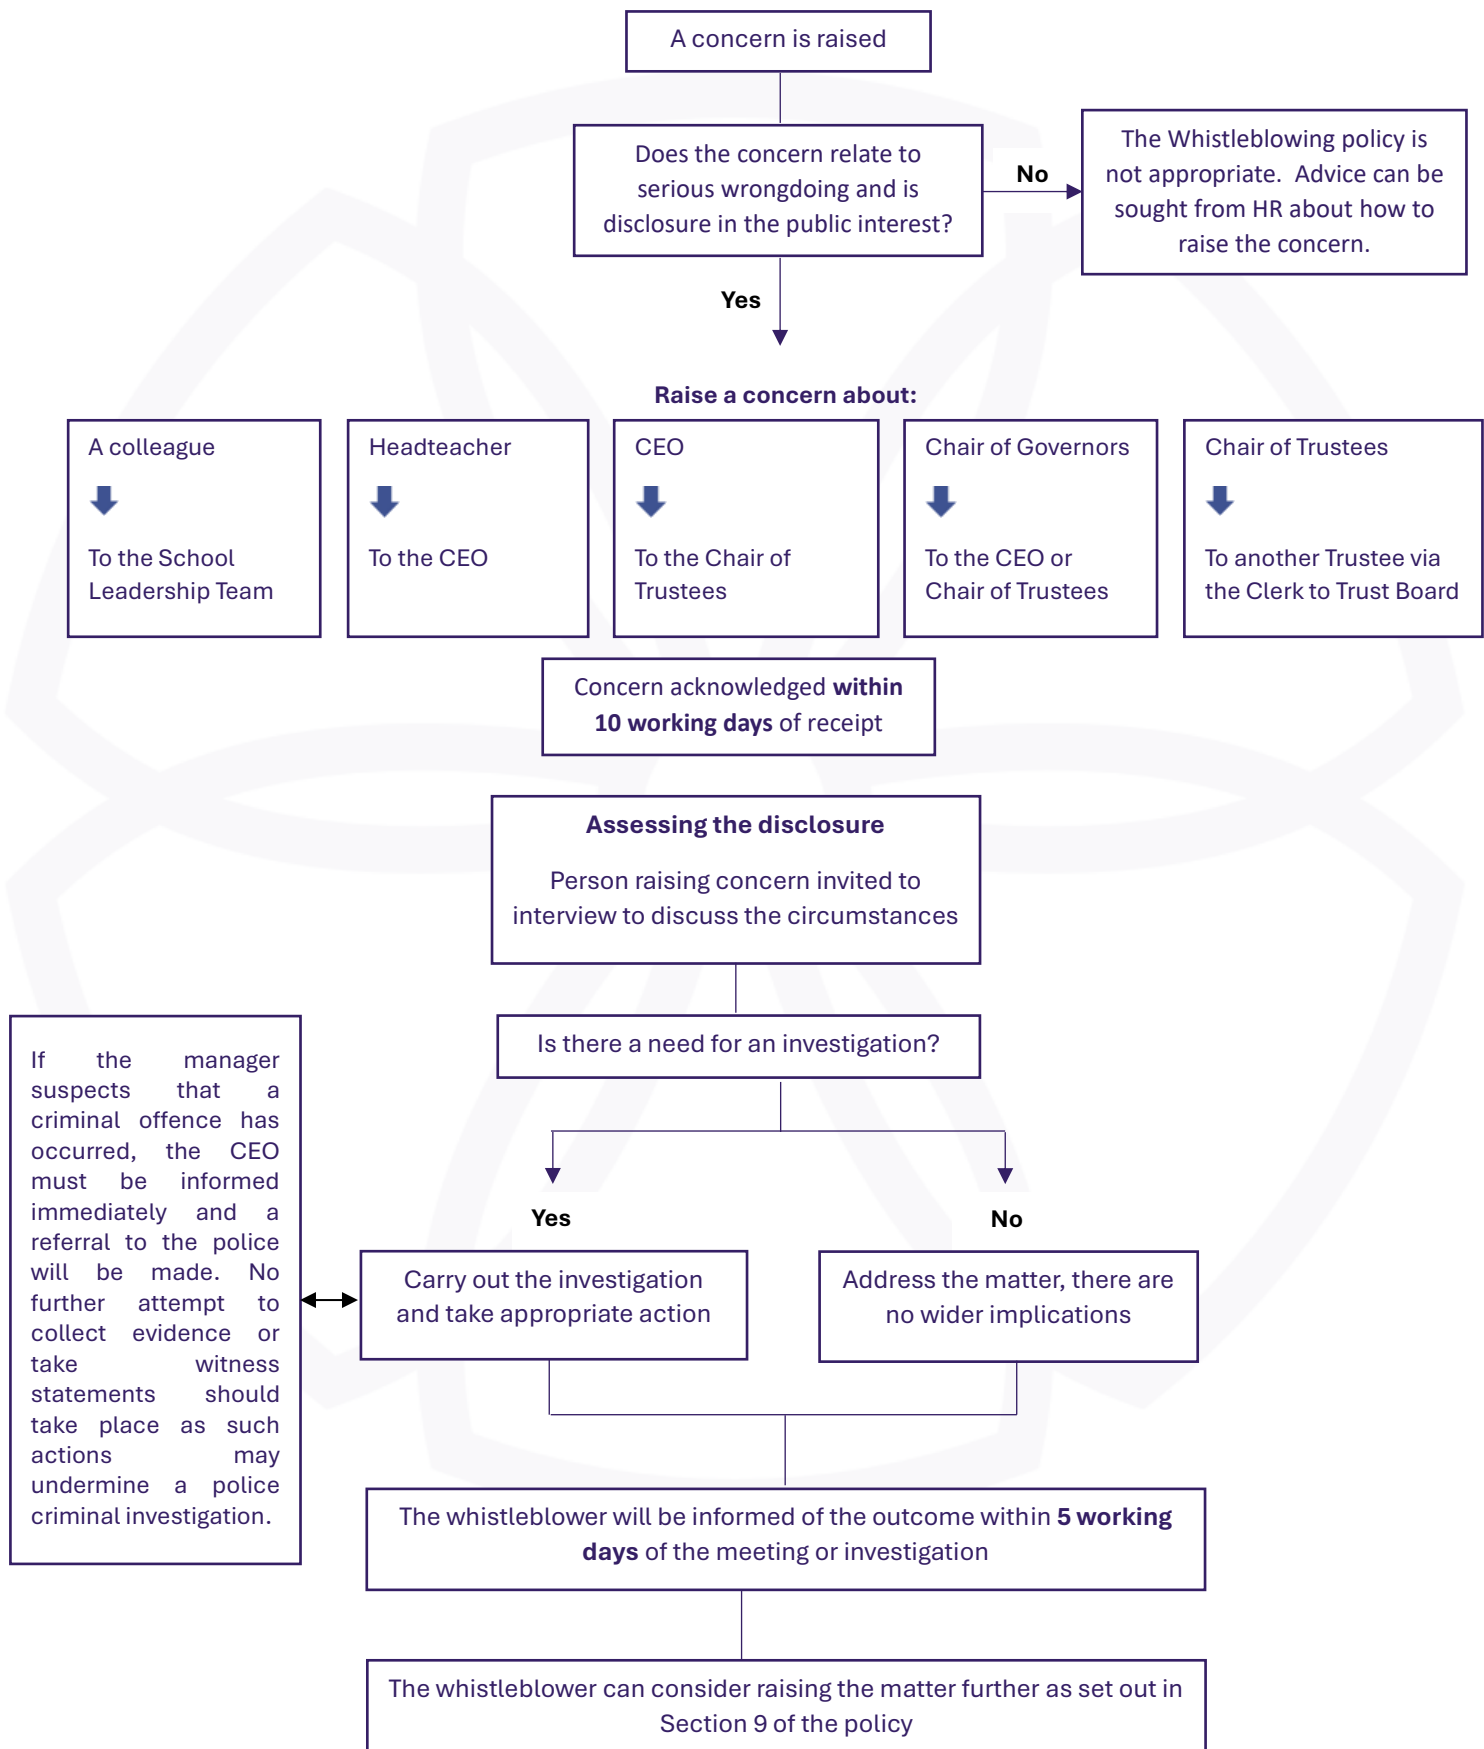 A concern is raised
Does the concern relate to
serious wrongdoing and is
disclosure in the public interest?
No
The Whistleblowing policy is
not appropriate.  Advice can be
sought from HR about how to
raise the concern.
Yes
Raise a concern about:
A colleague
To the School
Leadership Team
Headteacher
To the CEO
CEO
To the Chair of
Trustees
Chair of Governors
To the CEO or
Chair of Trustees
Chair of Trustees
To another Trustee via
the Clerk to Trust Board
Concern acknowledged within
10 working days of receipt
Assessing the disclosure
Person raising concern invited to
interview to discuss the circumstances
Is there a need for an investigation?
If the manager
suspects that a
criminal offence has
occurred, the CEO
must be informed
immediately and a
referral to the police
will be made. No
further attempt to
collect evidence or
take witness
statements should
take place as such
actions may
undermine a police
criminal investigation.
Yes
No
Carry out the investigation
and take appropriate action
Address the matter, there are
no wider implications
The whistleblower will be informed of the outcome within 5 working
days of the meeting or investigation
The whistleblower can consider raising the matter further as set out in
Section 9 of the policy